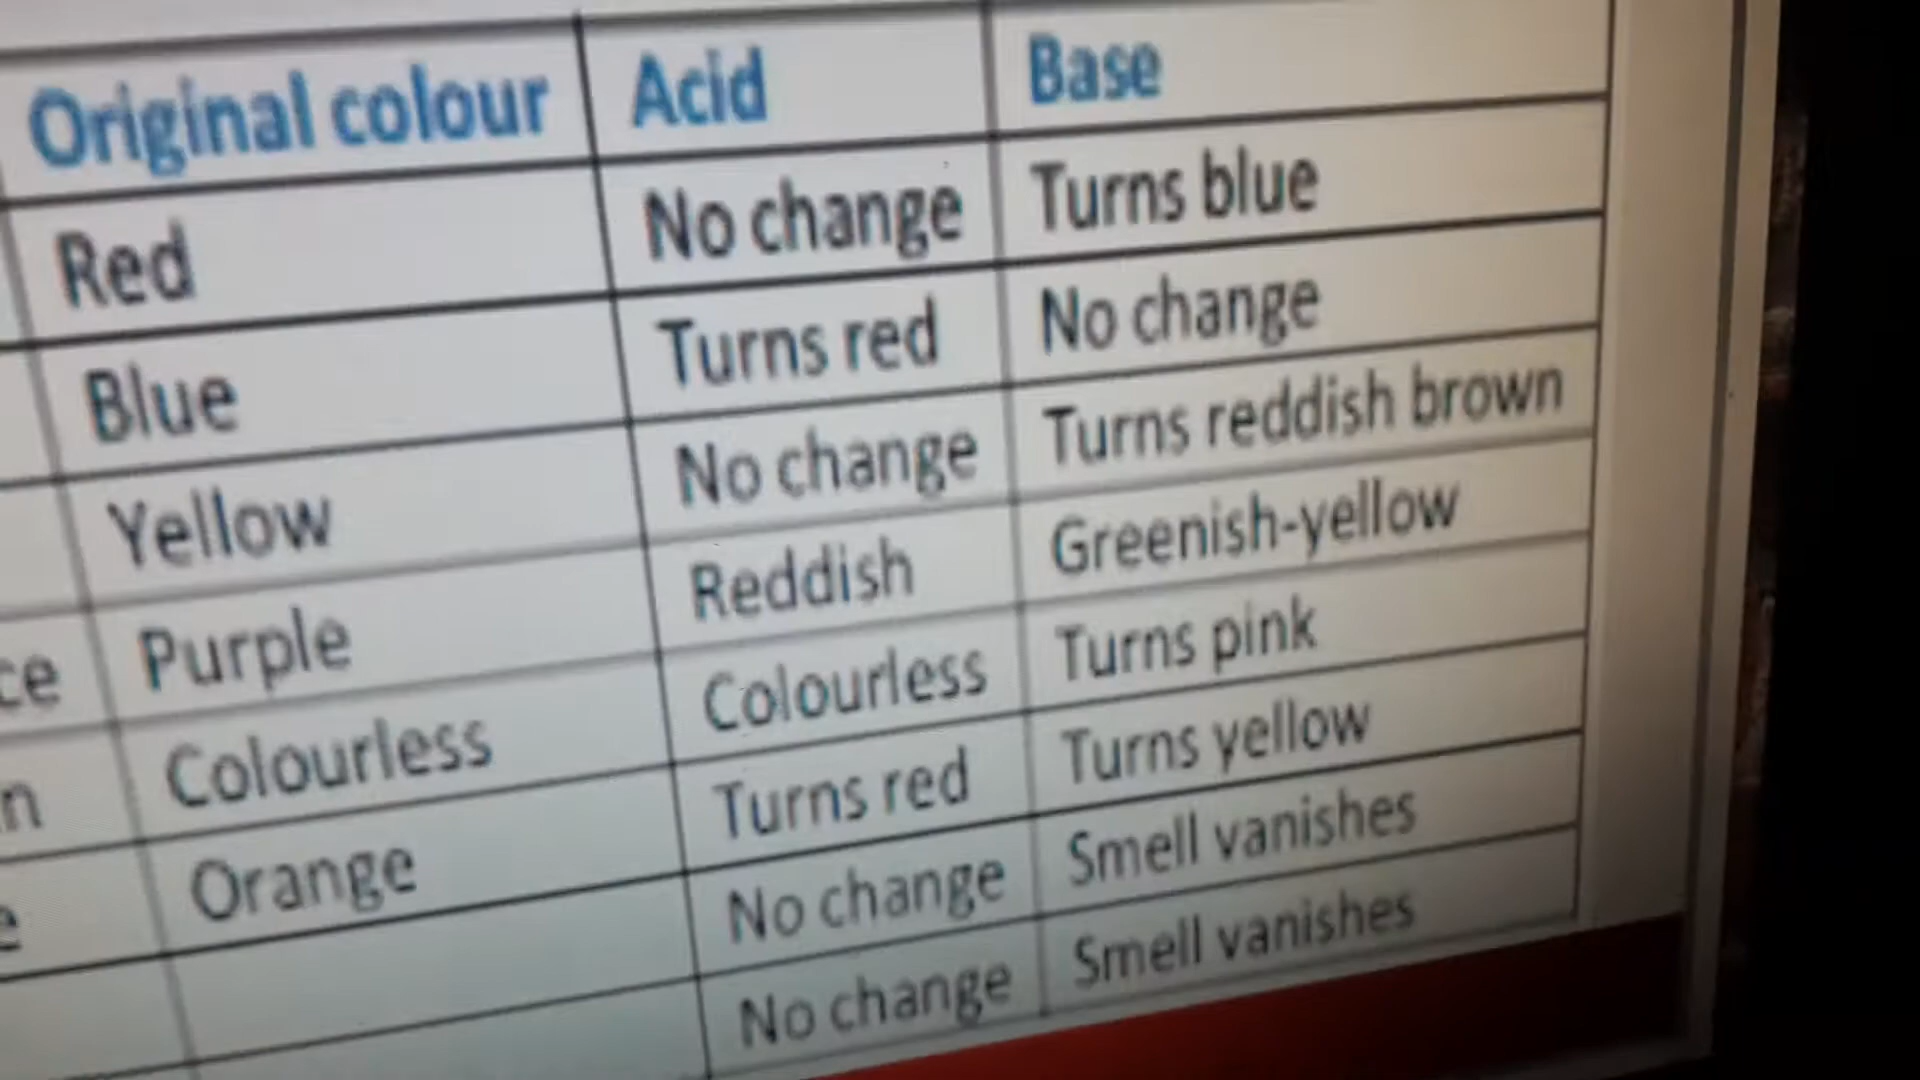 Original colour Acid Base
Red No change Turns blue
Blue Turns red No change
Yellow No change Turns reddish brown
ce Purple Reddish Greenish-yellow
n Colourless Colourless Turns pink
e Orange Turns red Turns yellow
No change Smell vanishes
No change Smell vanishes